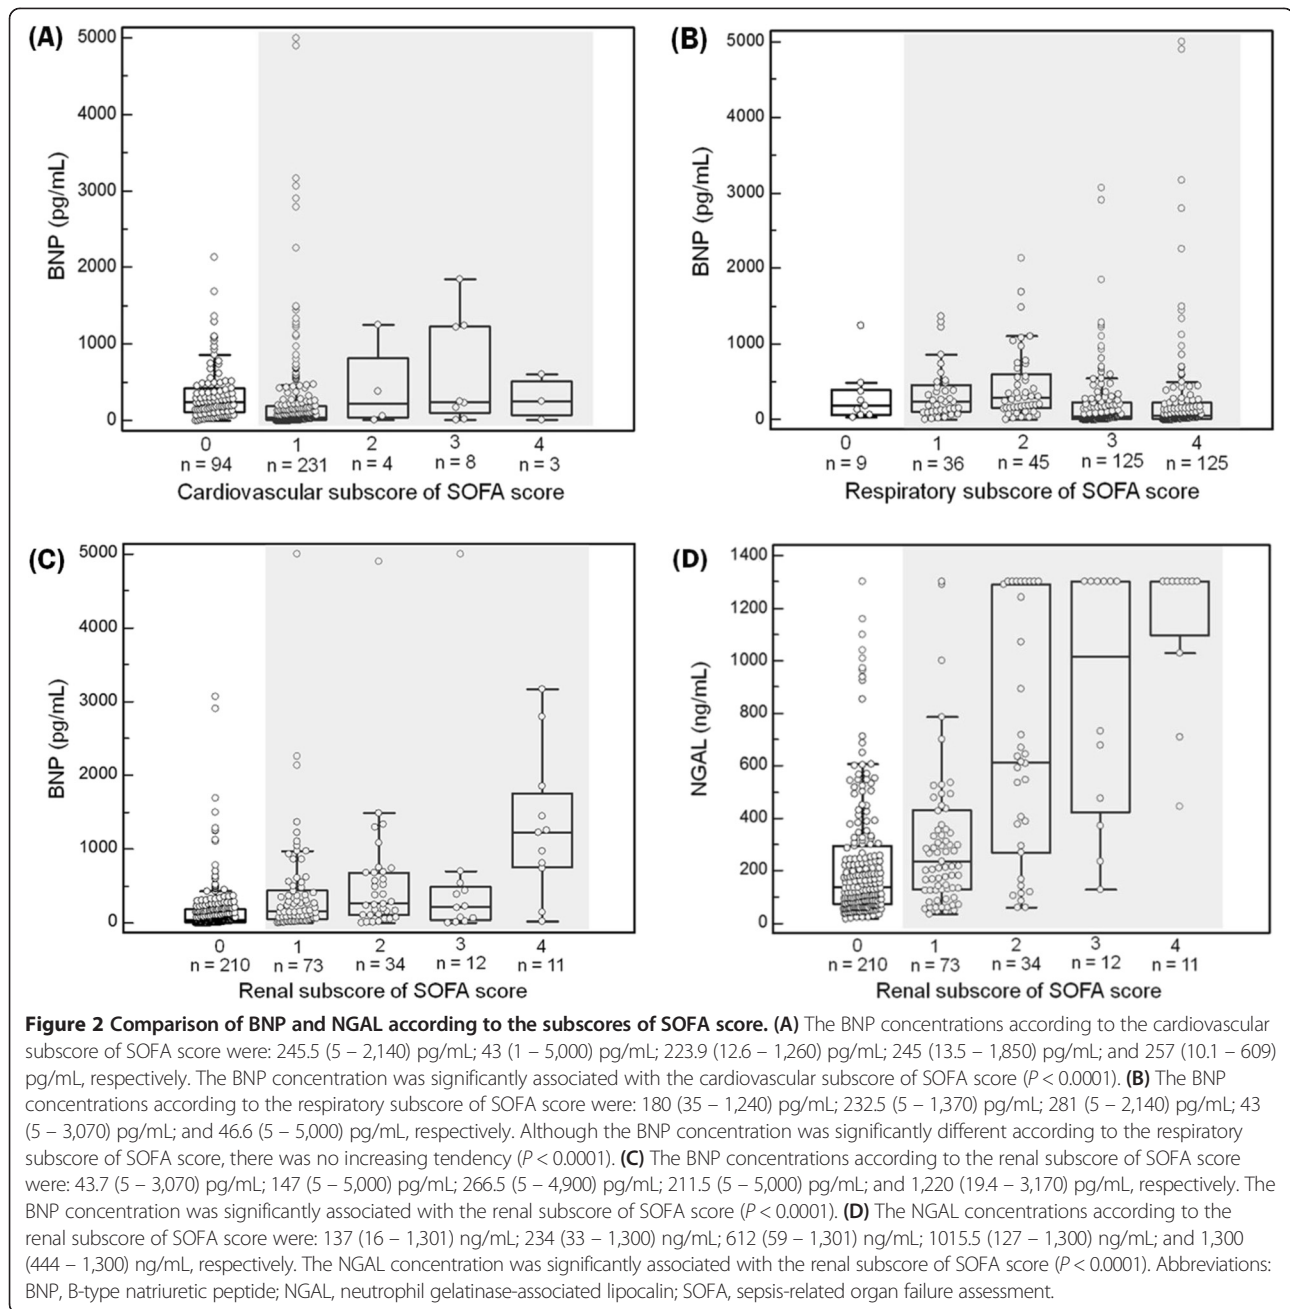 (A)
5000
4000
3000
2000
1000
0
BNP (pg/mL)
0 1 2 3 4
n = 94 n = 231 n = 4 n = 8 n = 3
Cardiovascular subscore of SOFA score
(B)
5000
4000
3000
2000
1000
0
BNP (pg/mL)
0 1 2 3 4
n = 9 n = 36 n = 45 n = 125 n = 125
Respiratory subscore of SOFA score
(C)
5000
4000
3000
2000
1000
0
BNP (pg/mL)
0 1 2 3 4
n = 210 n = 73 n = 34 n = 12 n = 11
Renal subscore of SOFA score
(D)
1400
1200
1000
800
600
400
200
0
NGAL (ng/mL)
0 1 2 3 4
n = 210 n = 73 n = 34 n = 12 n = 11
Renal subscore of SOFA score
Figure 2 Comparison of BNP and NGAL according to the subscores of SOFA score. (A) The BNP concentrations according to the cardiovascular
subscore of SOFA score were: 245.5 (5 – 2,140) pg/mL; 43 (1 – 5,000) pg/mL; 223.9 (12.6 – 1,260) pg/mL; 245 (13.5 – 1,850) pg/mL; and 257 (10.1 – 609)
pg/mL, respectively. The BNP concentration was significantly associated with the cardiovascular subscore of SOFA score (P < 0.0001). (B) The BNP
concentrations according to the respiratory subscore of SOFA score were: 180 (35 – 1,240) pg/mL; 232.5 (5 – 1,370) pg/mL; 281 (5 – 2,140) pg/mL; 43
(5 – 3,070) pg/mL; and 46.6 (5 – 5,000) pg/mL, respectively. Although the BNP concentration was significantly different according to the respiratory
subscore of SOFA score, there was no increasing tendency (P < 0.0001). (C) The BNP concentrations according to the renal subscore of SOFA score
were: 43.7 (5 – 3,070) pg/mL; 147 (5 – 5,000) pg/mL; 266.5 (5 – 4,900) pg/mL; 211.5 (5 – 5,000) pg/mL; and 1,220 (19.4 – 3,170) pg/mL, respectively. The
BNP concentration was significantly associated with the renal subscore of SOFA score (P < 0.0001). (D) The NGAL concentrations according to the
renal subscore of SOFA score were: 137 (16 – 1,301) ng/mL; 234 (33 – 1,300) ng/mL; 612 (59 – 1,301) ng/mL; 1015.5 (127 – 1,300) ng/mL; and 1,300
(444 – 1,300) ng/mL, respectively. The NGAL concentration was significantly associated with the renal subscore of SOFA score (P < 0.0001). Abbreviations:
BNP, B-type natriuretic peptide; NGAL, neutrophil gelatinase-associated lipocalin; SOFA, sepsis-related organ failure assessment.